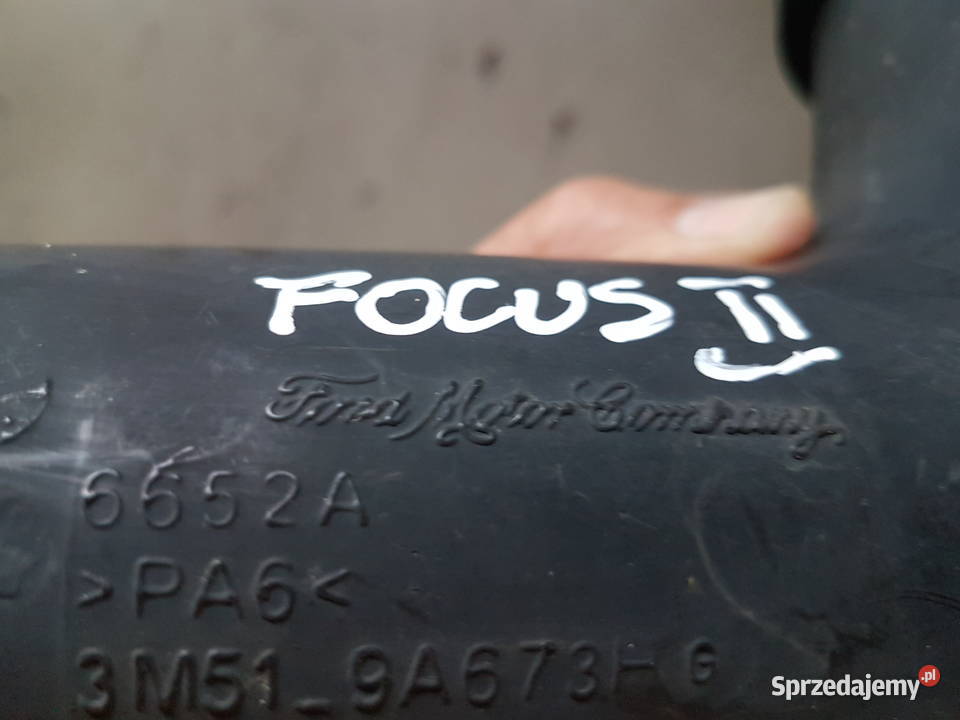 FOCUS II
Ford Motor Company
6652A
>PA6<
3M51_9A673HG
Sprzedajemy.pl